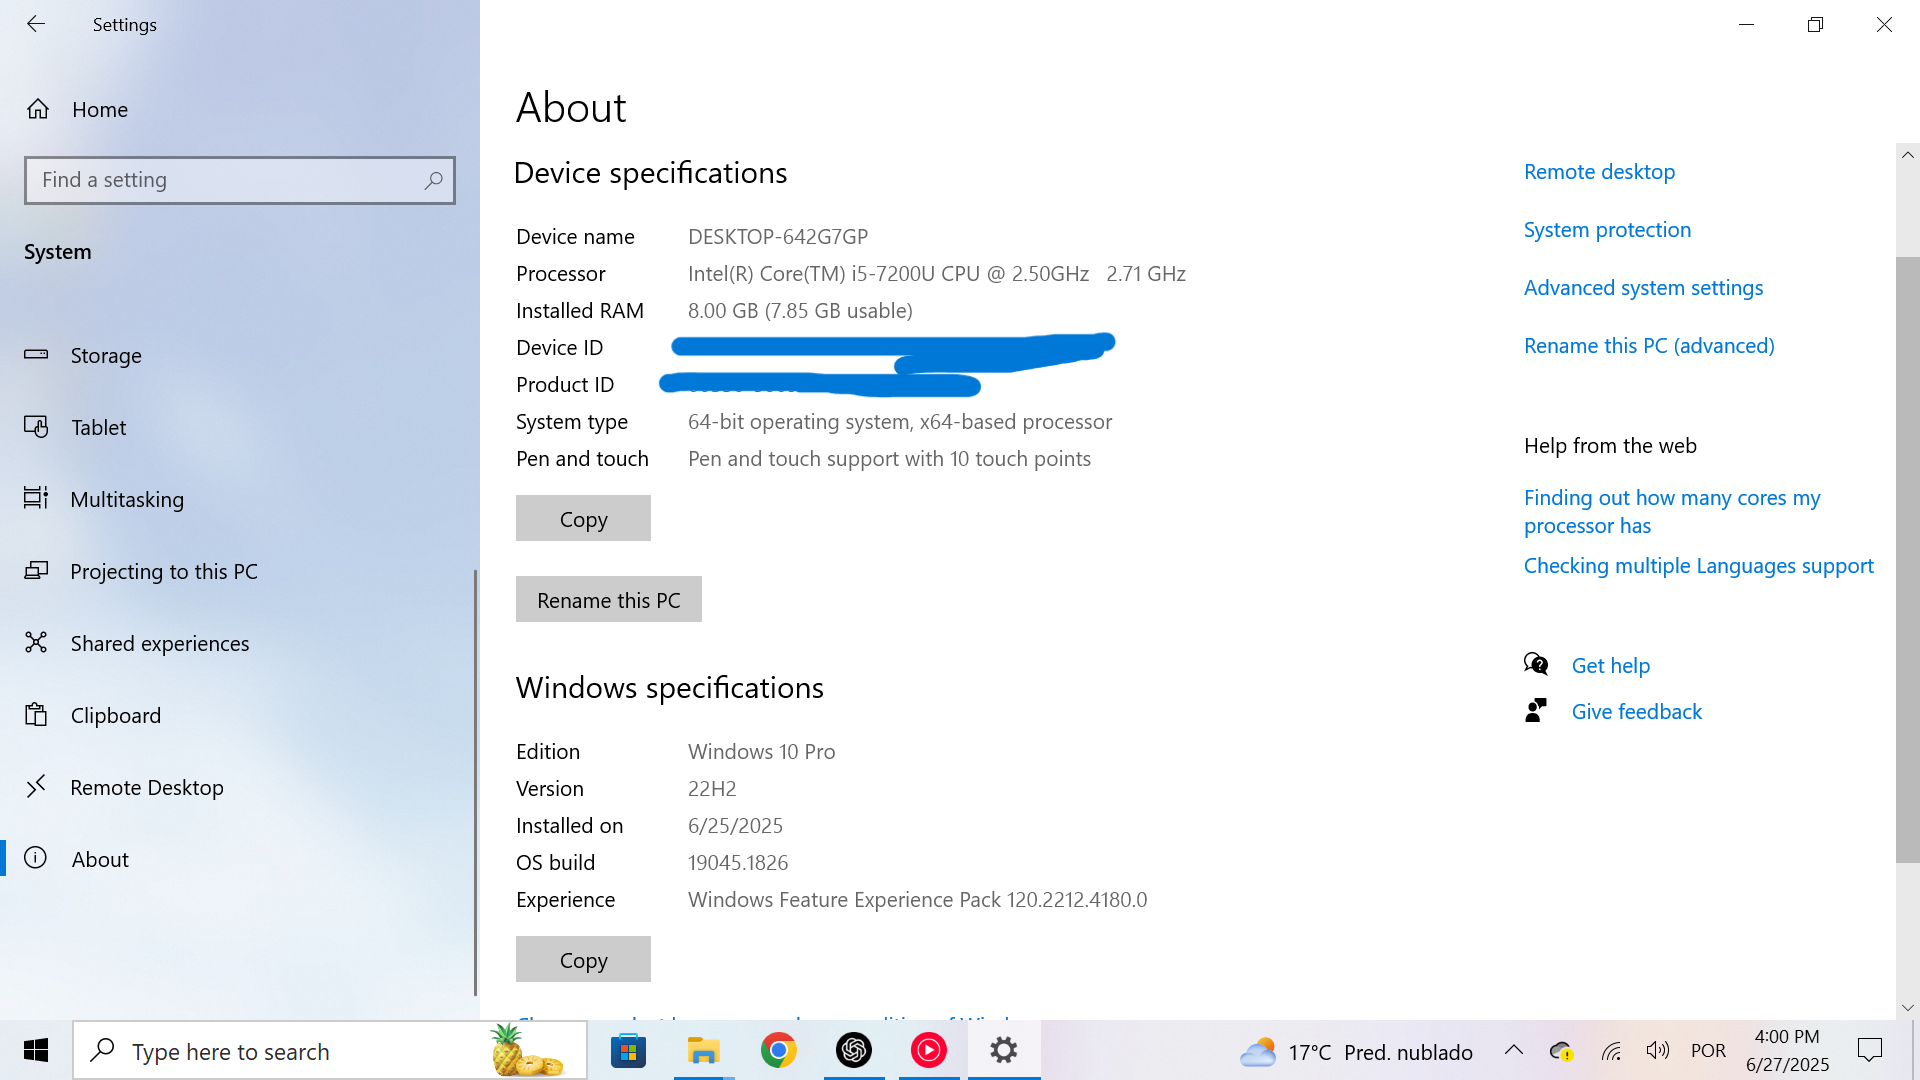 Settings
Home
Find a setting
System
Storage
Tablet
Multitasking
Projecting to this PC
Shared experiences
Clipboard
Remote Desktop
About
About
Device specifications
Device name DESKTOP-642G7GP
Processor Intel(R) Core(TM) i5-7200U CPU @ 2.50GHz 2.71 GHz
Installed RAM 8.00 GB (7.85 GB usable)
Device ID
Product ID
System type 64-bit operating system, x64-based processor
Pen and touch Pen and touch support with 10 touch points
Copy
Rename this PC
Windows specifications
Edition Windows 10 Pro
Version 22H2
Installed on 6/25/2025
OS build 19045.1826
Experience Windows Feature Experience Pack 120.2212.4180.0
Copy
Remote desktop
System protection
Advanced system settings
Rename this PC (advanced)
Help from the web
Finding out how many cores my
processor has
Checking multiple Languages support
Get help
Give feedback
Type here to search
17°C Pred. nublado
POR
4:00 PM
6/27/2025